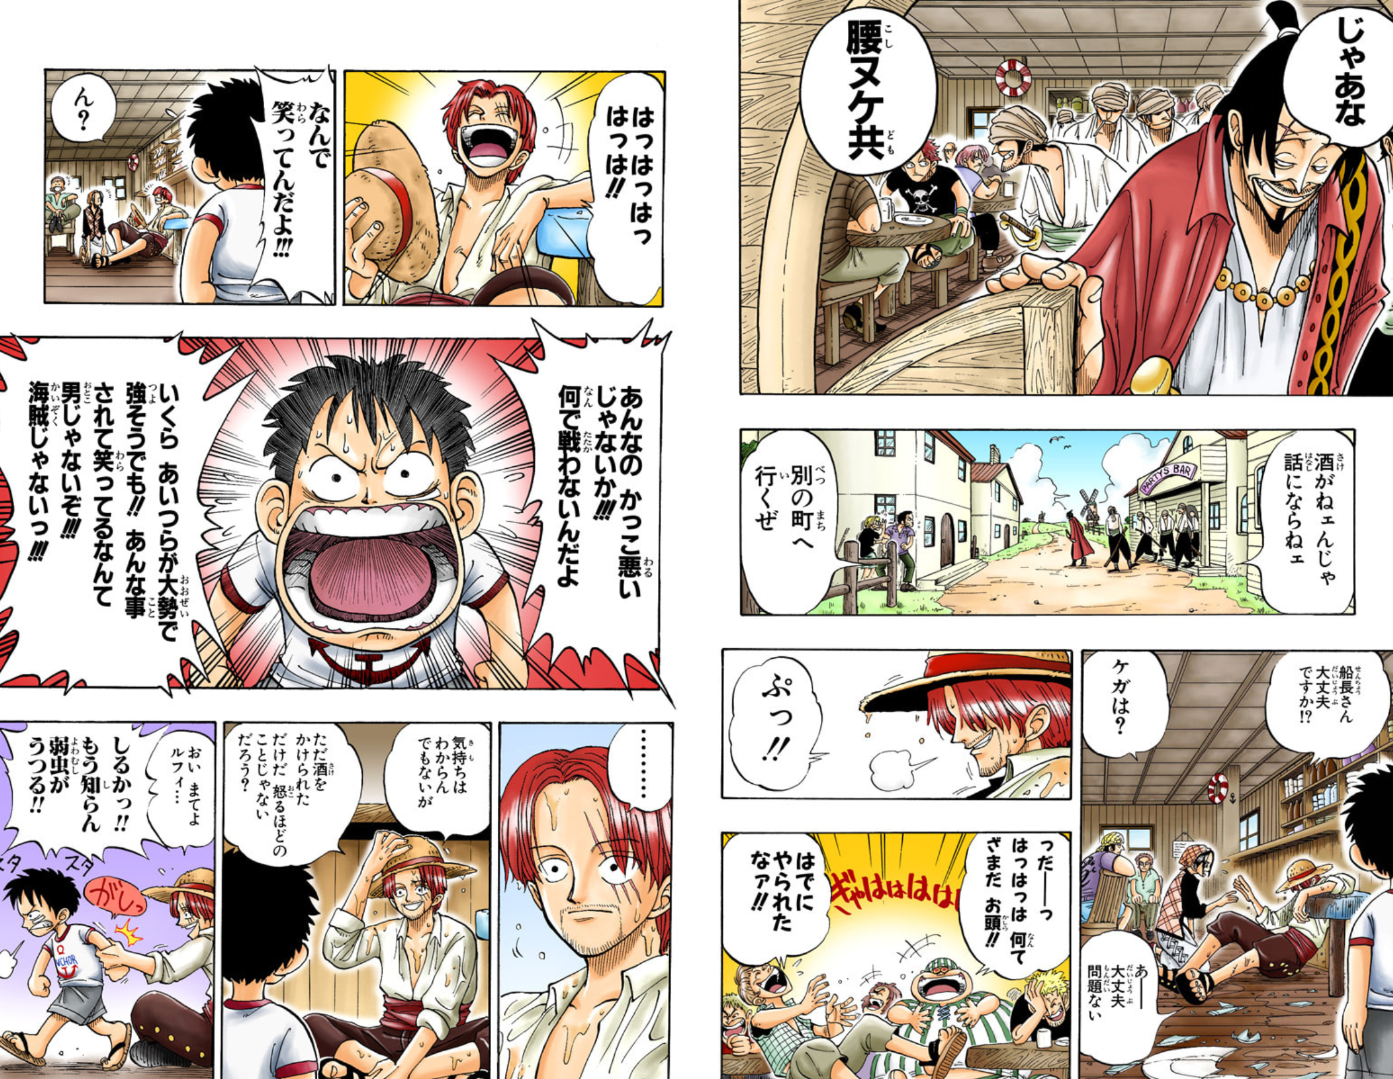 じゃあな
腰ヌケ共
酒がねェんじゃ
話にならねェ
別の町へ
行くぜ
PARTYS BAR
船長さん
大丈夫
ですか!?
ケガは?
あ——
大丈夫
問題ない
ぷっ!!
っだ——っ
はっはっは 何て
ざまだ お頭!!
ぎゃはははは
はでに
やられた
なァ!!
はっはっはっ
はっは!!
なんで
笑ってんだよ!!!
ん?
あんなの かっこ悪い
じゃないか!!!
何で戦わないんだよ
いくら あいつらが大勢で
強そうでも!! あんな事
されて笑ってるなんて
男じゃないぞ!!!
海賊じゃないっ!!!
………
気持ちは
わからん
でもないが
ただ酒を
かけられた
だけだ 怒るほどの
ことじゃない
だろう?
おい まてよ
ルフィ…
しるかっ!!
もう知らん
弱虫が
うつる!!
がしっ
スタ
スタ
NCHOR